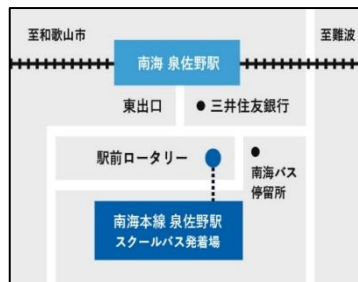 至和歌山市
至難波
南海 泉佐野駅
東出口
三井住友銀行
駅前ロータリー
南海バス
停留所
南海本線 泉佐野駅
スクールバス発着場